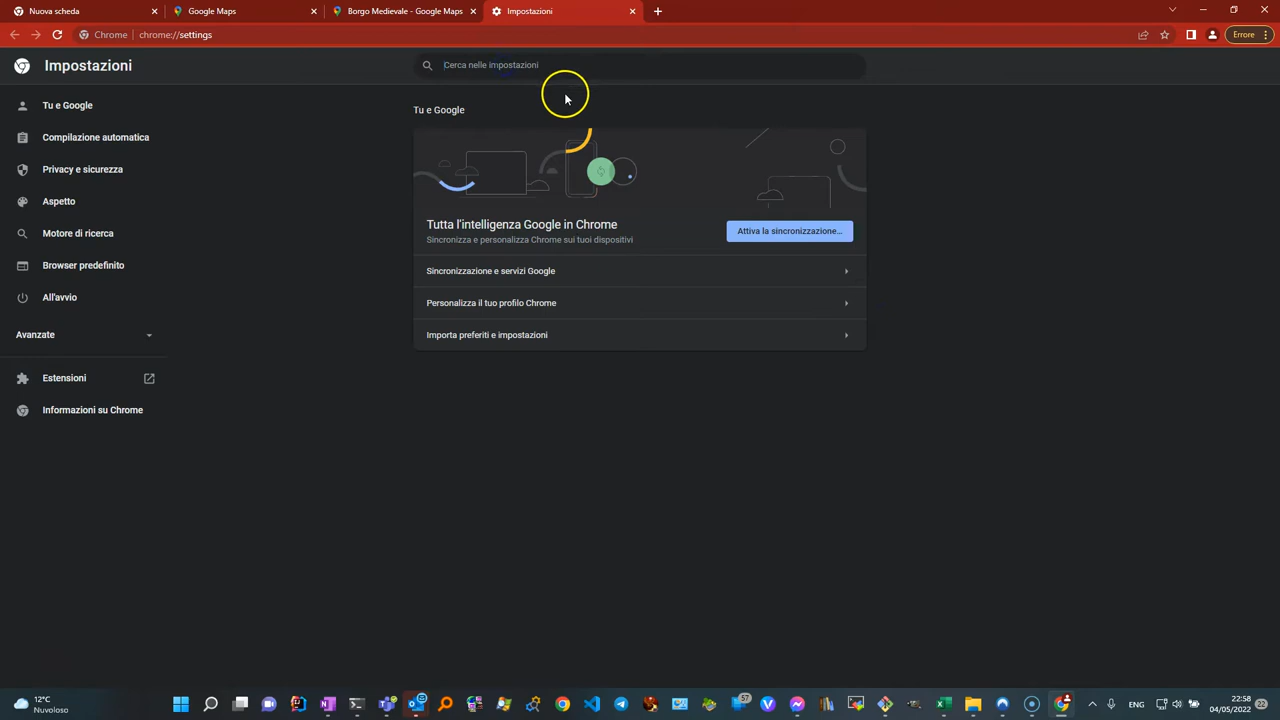 Nuova scheda
Google Maps
Borgo Medievale - Google Maps
Impostazioni
Chrome
chrome://settings
Errore
Impostazioni
Cerca nelle impostazioni
Tu e Google
Compilazione automatica
Privacy e sicurezza
Aspetto
Motore di ricerca
Browser predefinito
All'avvio
Avanzate
Estensioni
Informazioni su Chrome
Tu e Google
Tutta l'intelligenza Google in Chrome
Sincronizza e personalizza Chrome sui tuoi dispositivi
Attiva la sincronizzazione...
Sincronizzazione e servizi Google
Personalizza il tuo profilo Chrome
Importa preferiti e impostazioni
12°C
Nuvoloso
57
ENG
22:58
04/05/2022